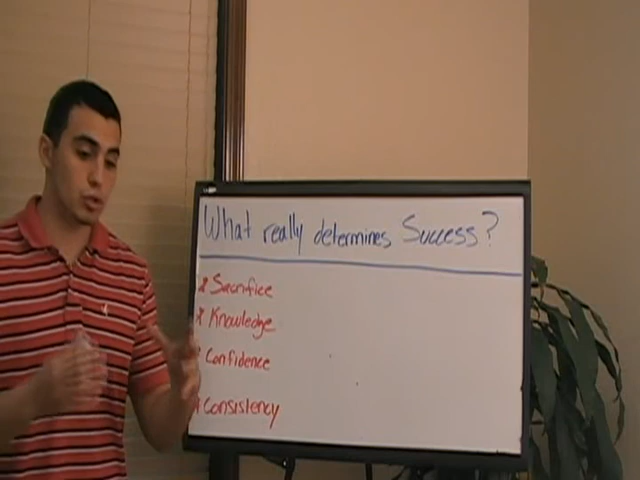 What really determines Success?
* Sacrifice
* Knowledge
* Confidence
* Consistency